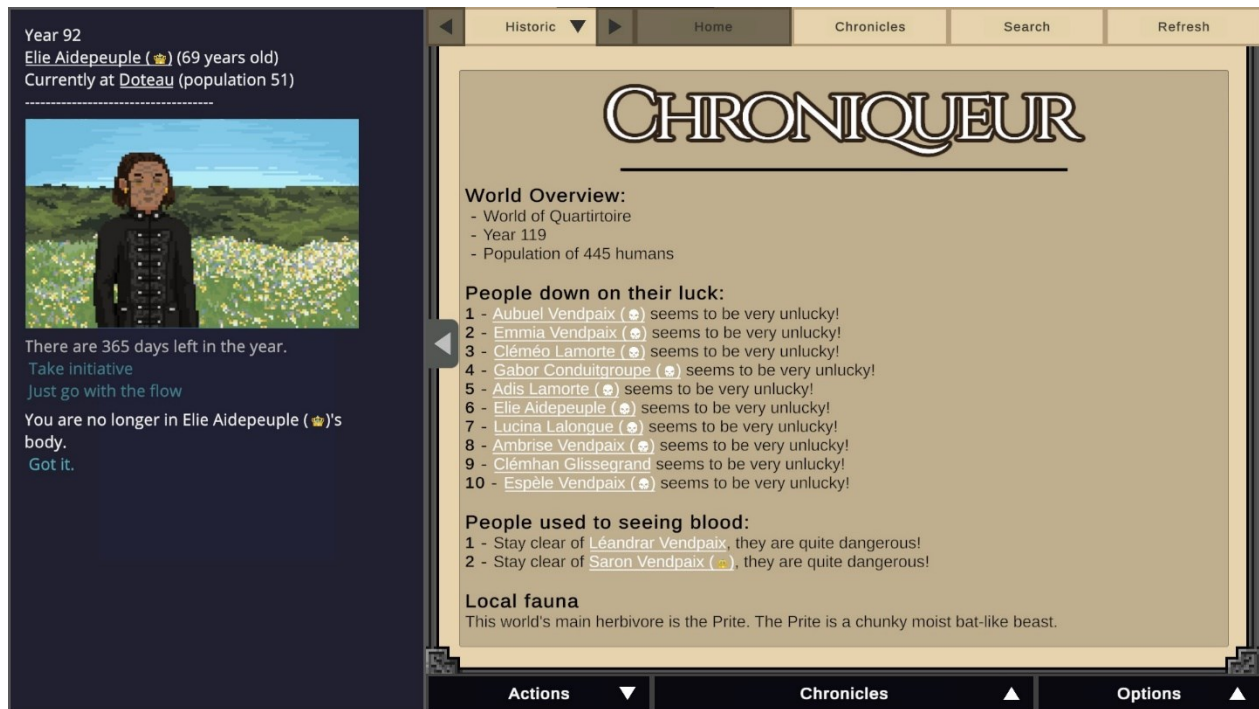 Year 92
Elie Aidepeuple () (69 years old)
Currently at Doteau (population 51)
------------------------------------
There are 365 days left in the year.
Take initiative
Just go with the flow
You are no longer in Elie Aidepeuple ()'s
body.
Got it.
Historic
Home
Chronicles
Search
Refresh
CHRONIQUEUR
World Overview:
- World of Quartirtoire
- Year 119
- Population of 445 humans
People down on their luck:
1 - Aubuel Vendpaix () seems to be very unlucky!
2 - Emmia Vendpaix () seems to be very unlucky!
3 - Cléméo Lamorte () seems to be very unlucky!
4 - Gabor Conduitgroupe () seems to be very unlucky!
5 - Adis Lamorte () seems to be very unlucky!
6 - Elie Aidepeuple () seems to be very unlucky!
7 - Lucina Lalongue () seems to be very unlucky!
8 - Ambrise Vendpaix () seems to be very unlucky!
9 - Clémhan Glissegrand seems to be very unlucky!
10 - Espèle Vendpaix () seems to be very unlucky!
People used to seeing blood:
1 - Stay clear of Léandrar Vendpaix, they are quite dangerous!
2 - Stay clear of Saron Vendpaix (), they are quite dangerous!
Local fauna
This world's main herbivore is the Prite. The Prite is a chunky moist bat-like beast.
Actions
Chronicles
Options